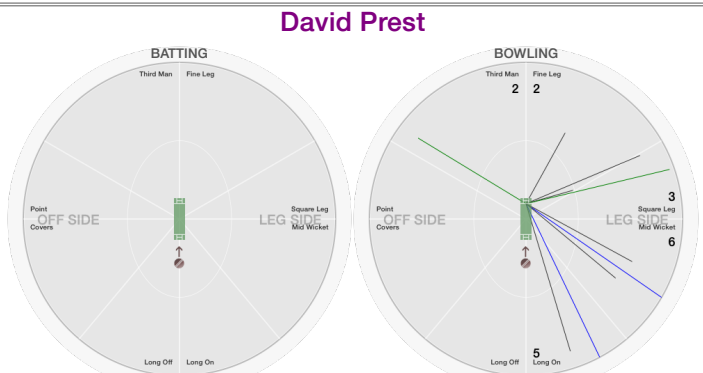 David Prest
BATTING
Third Man Fine Leg
Point
OFF SIDE
Covers
Square Leg
LEG SIDE
Mid Wicket
Long Off Long On
BOWLING
Third Man Fine Leg
2 2
Point
OFF SIDE
Covers
3
Square Leg
LEG SIDE
Mid Wicket
6
5
Long Off Long On